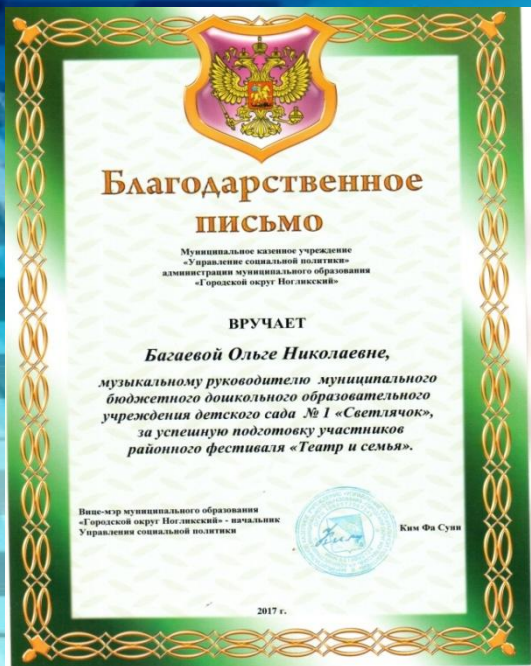 Благодарственное
письмо
Муниципальное казенное учреждение
«Управление социальной политики»
администрации муниципального образования
«Городской округ Ногликский»
ВРУЧАЕТ
Багаевой Ольге Николаевне,
музыкальному руководителю муниципального
бюджетного дошкольного образовательного
учреждения детского сада № 1 «Светлячок»,
за успешную подготовку участников
районного фестиваля «Театр и семья».
Вице-мэр муниципального образования
«Городской округ Ногликский» - начальник
Управления социальной политики
Ким Фа Суни
2017 г.